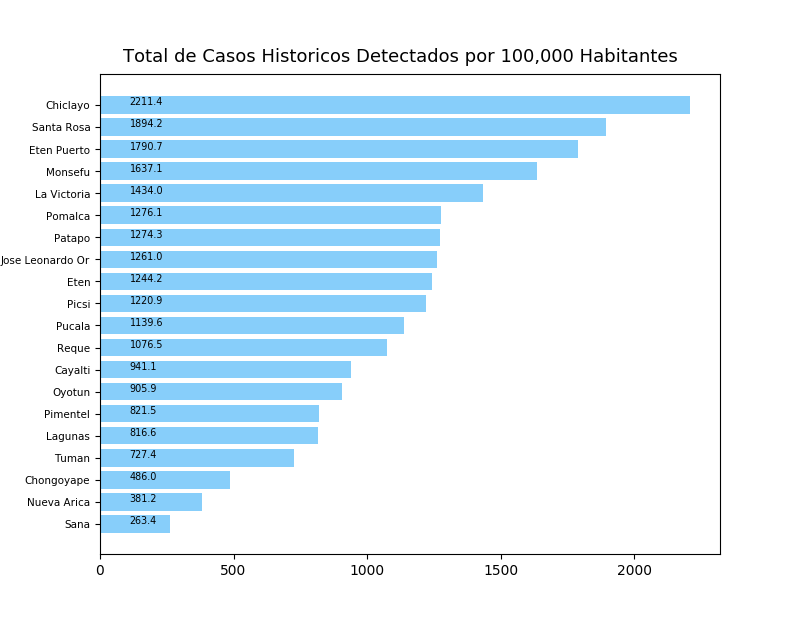 Total de Casos Historicos Detectados por 100,000 Habitantes
Chiclayo 2211.4
Santa Rosa 1894.2
Eten Puerto 1790.7
Monsefu 1637.1
La Victoria 1434.0
Pomalca 1276.1
Patapo 1274.3
Jose Leonardo Or 1261.0
Eten 1244.2
Picsi 1220.9
Pucala 1139.6
Reque 1076.5
Cayalti 941.1
Oyotun 905.9
Pimentel 821.5
Lagunas 816.6
Tuman 727.4
Chongoyape 486.0
Nueva Arica 381.2
Sana 263.4
0 500 1000 1500 2000